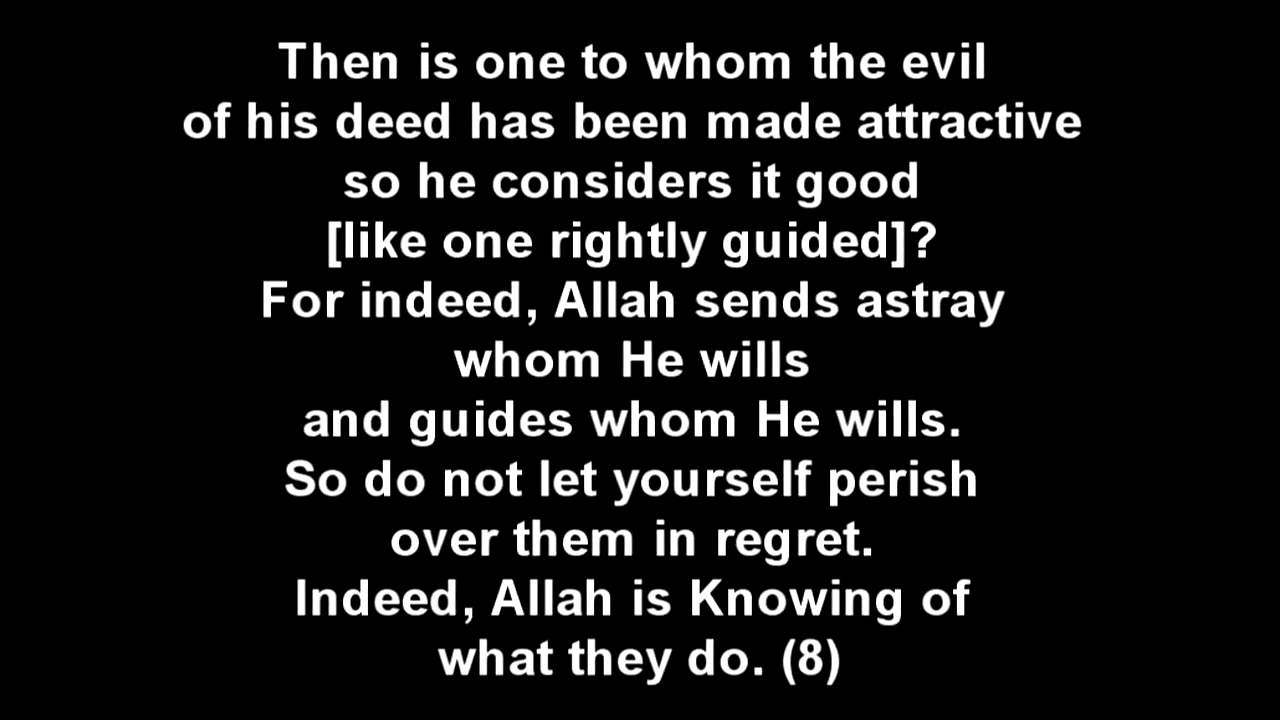 Then is one to whom the evil
of his deed has been made attractive
so he considers it good
[like one rightly guided]?
For indeed, Allah sends astray
whom He wills
and guides whom He wills.
So do not let yourself perish
over them in regret.
Indeed, Allah is Knowing of
what they do. (8)